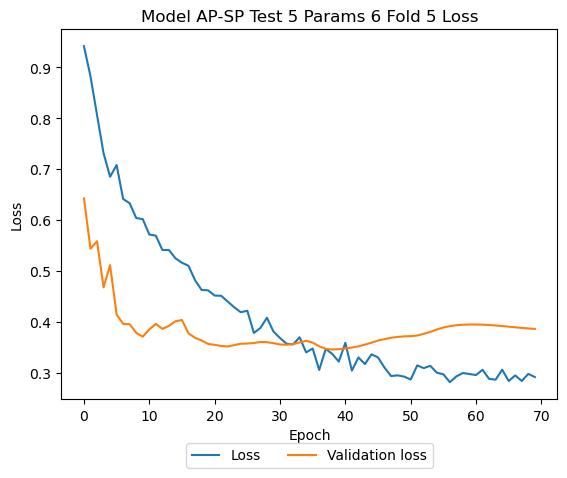 Model AP-SP Test 5 Params 6 Fold 5 Loss
Loss
0.9
0.8
0.7
0.6
0.5
0.4
0.3
0 10 20 30 40 50 60 70
Epoch
Loss Validation loss